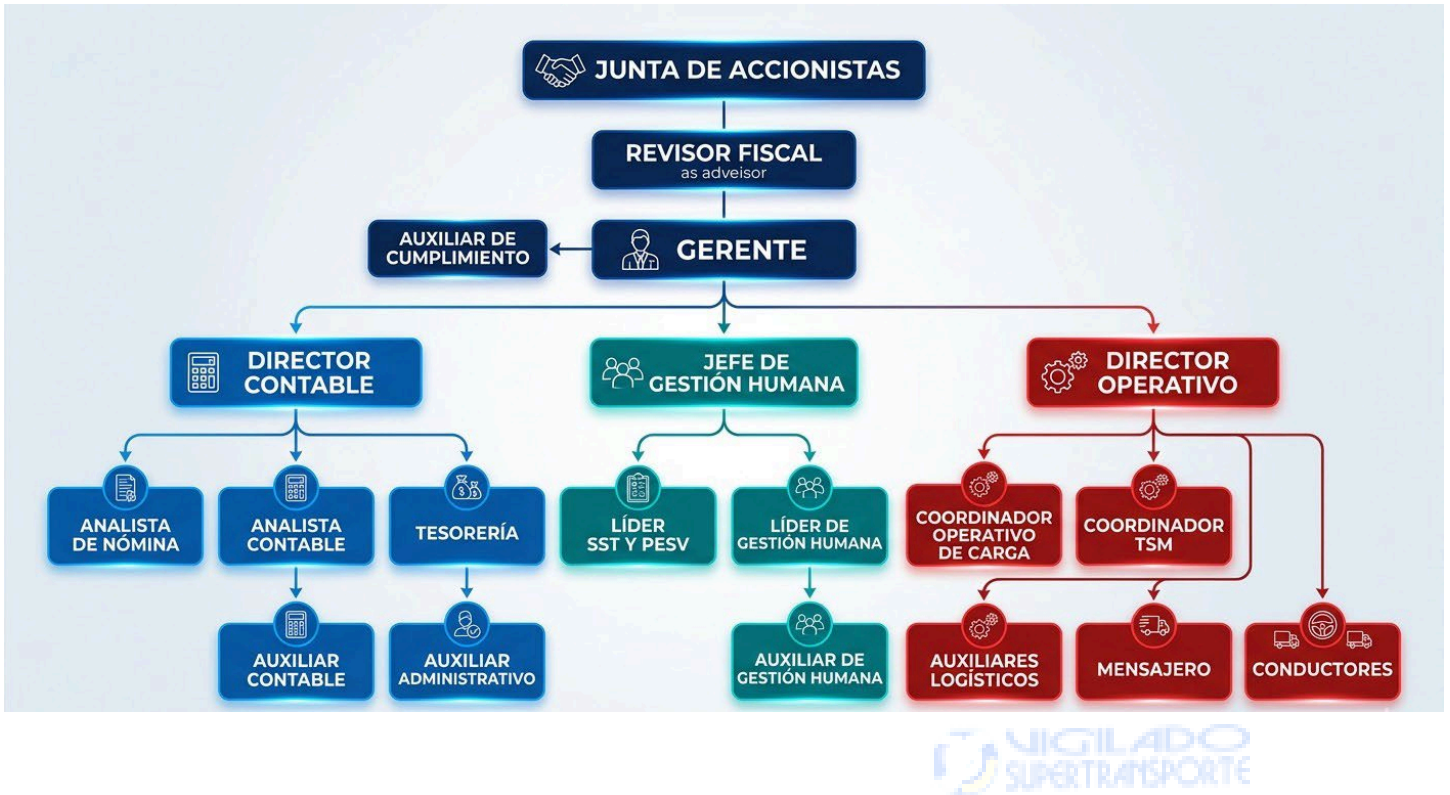 JUNTA DE ACCIONISTAS
REVISOR FISCAL
as adveisor
AUXILIAR DE
CUMPLIMIENTO
GERENTE
DIRECTOR
CONTABLE
JEFE DE
GESTIÓN HUMANA
DIRECTOR
OPERATIVO
ANALISTA
DE NÓMINA
ANALISTA
CONTABLE
TESORERÍA
LÍDER
SST Y PESV
LÍDER DE
GESTIÓN HUMANA
COORDINADOR
OPERATIVO
DE CARGA
COORDINADOR
TSM
AUXILIAR
CONTABLE
AUXILIAR
ADMINISTRATIVO
AUXILIAR DE
GESTIÓN HUMANA
AUXILIARES
LOGÍSTICOS
MENSAJERO
CONDUCTORES
VIGILADO
SUPERTRANSPORTE